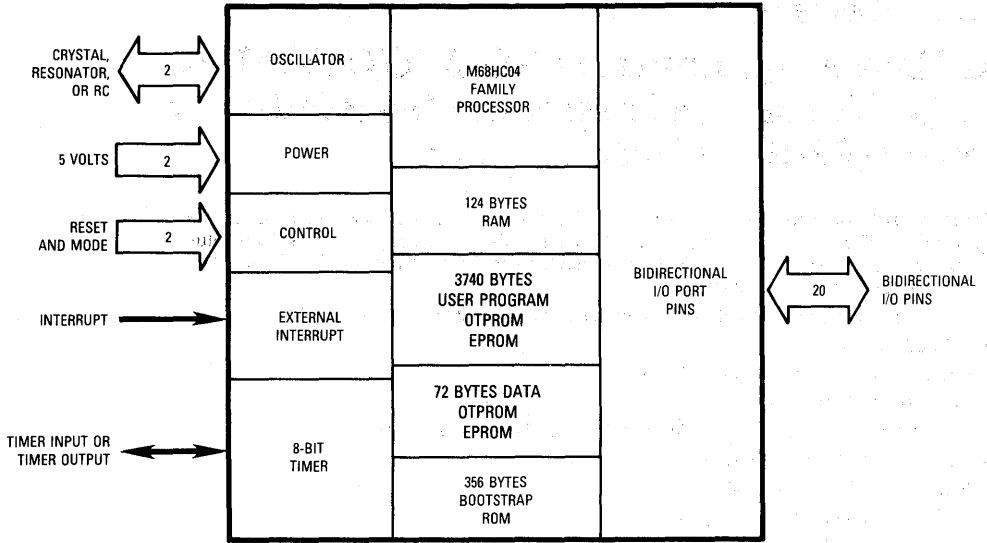 CRYSTAL,
RESONATOR,
OR RC
2
5 VOLTS
2
RESET
AND MODE
2
INTERRUPT
TIMER INPUT OR
TIMER OUTPUT
OSCILLATOR
POWER
CONTROL
EXTERNAL
INTERRUPT
8-BIT
TIMER
M68HC04
FAMILY
PROCESSOR
124 BYTES
RAM
3740 BYTES
USER PROGRAM
OTPROM
EPROM
72 BYTES DATA
OTPROM
EPROM
356 BYTES
BOOTSTRAP
ROM
BIDIRECTIONAL
I/O PORT
PINS
20
BIDIRECTIONAL
I/O PINS